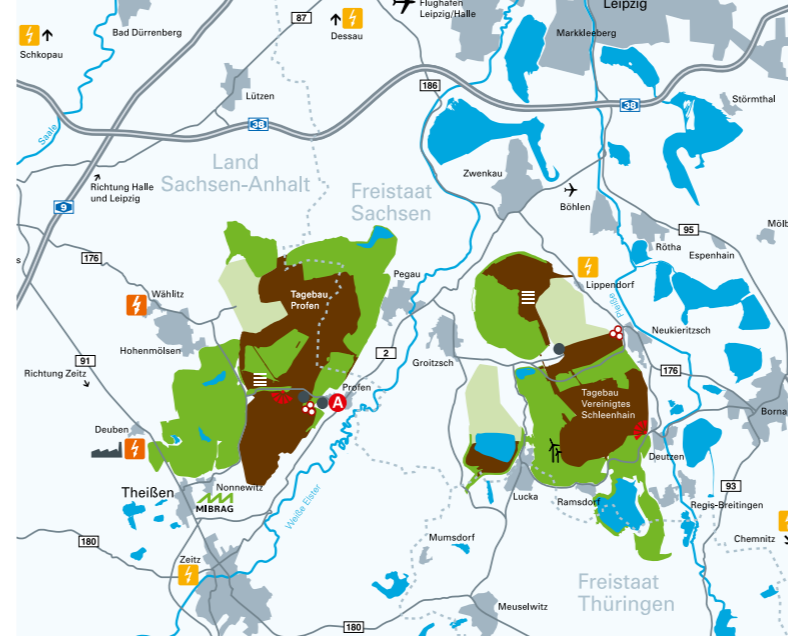 Flughafen
Leipzig/Halle
Leipzig
87
Bad Dürrenberg
Dessau
Markkleeberg
Schkopau
186
Lützen
38
38
Störmthal
Saale
Land
Sachsen-Anhalt
Zwenkau
Richtung Halle
und Leipzig
Freistaat
Sachsen
9
Böhlen
95
176
Rötha
Espenhain
Pegau
Lippendorf
Wählitz
Tagebau
Profen
Pleiße
Neukieritzsch
Hohenmölsen
2
Groitzsch
91
176
Richtung Zeitz
Profen
Tagebau
Vereinigtes
Schleenhain
A
Borna
Deuben
Deutzen
Theißen
Nonnewitz
MIBRAG
Weiße Elster
Lucka
Ramsdorf
93
Regis-Breitingen
180
Mumsdorf
Chemnitz
Zeitz
Freistaat
Thüringen
Meuselwitz
180